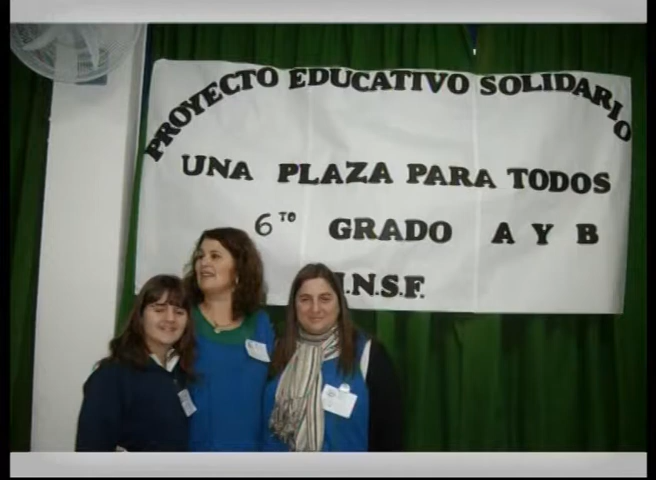 PROYECTO EDUCATIVO SOLIDARIO
UNA PLAZA PARA TODOS
6TO GRADO A Y B
I.N.S.F.